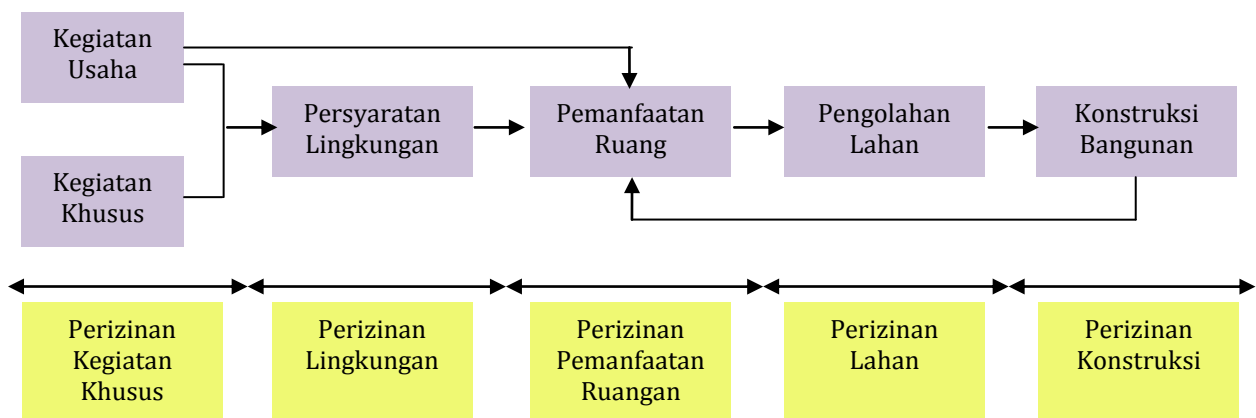 Kegiatan
Usaha
Persyaratan
Lingkungan
Pemanfaatan
Ruang
Pengolahan
Lahan
Konstruksi
Bangunan
Kegiatan
Khusus
Perizinan
Kegiatan
Khusus
Perizinan
Lingkungan
Perizinan
Pemanfaatan
Ruangan
Perizinan
Lahan
Perizinan
Konstruksi